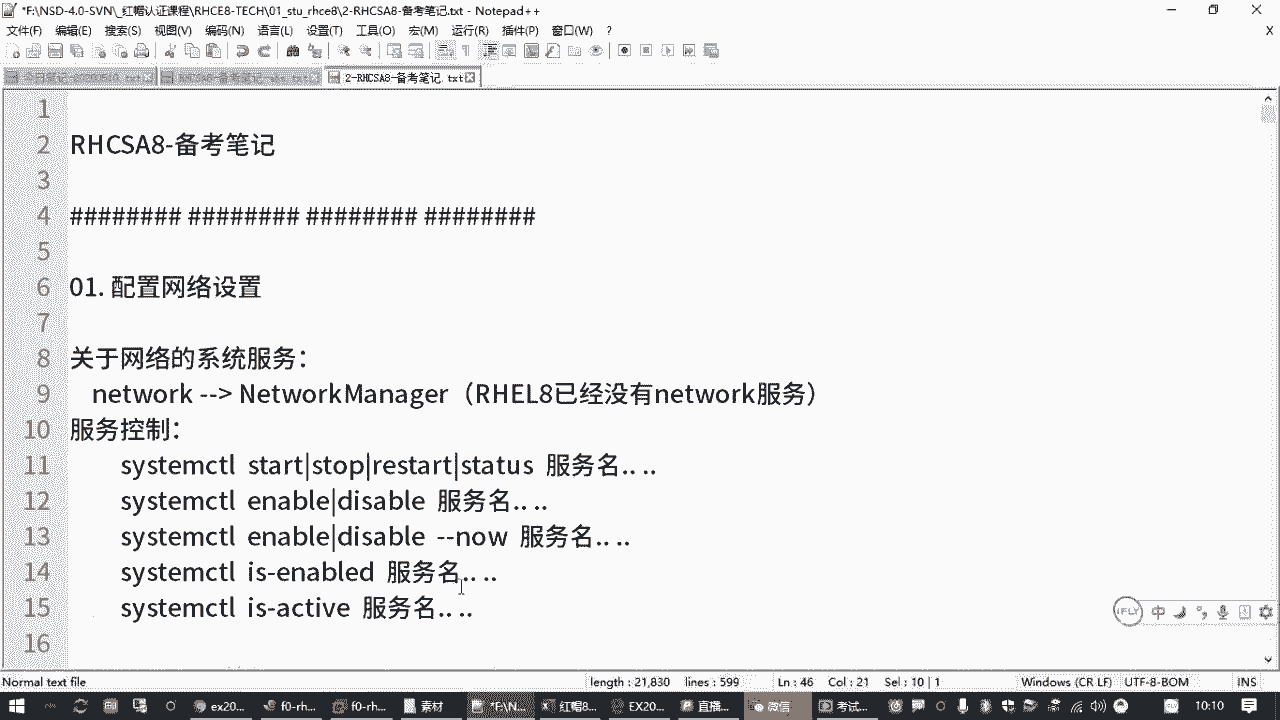 *F:\NSD-4.0-SVN\_红帽认证课程\RHCE8-TECH\01_stu_rhce8\2-RHCSA8-备考笔记.txt - Notepad++
文件(F) 编辑(E) 搜索(S) 视图(V) 编码(N) 语言(L) 设置(T) 工具(O) 宏(M) 运行(R) 插件(P) 窗口(W) ? X
2-RHCSA8-备考笔记.txt
1
2 RHCSA8-备考笔记
3
4 ######## ######## ######## ########
5
6 01. 配置网络设置
7
8 关于网络的系统服务：
9 network --> NetworkManager（RHEL8已经没有network服务）
10 服务控制：
11 systemctl start|stop|restart|status 服务名.. ..
12 systemctl enable|disable 服务名.. ..
13 systemctl enable|disable --now 服务名.. ..
14 systemctl is-enabled 服务名.. ..
15 systemctl is-active 服务名.. ..
16
iFLY 中
Normal text file length : 21,830 lines : 599 Ln : 46 Col : 21 Sel : 10 | 1 Windows (CR LF) UTF-8-BOM INS
ex20... f0-rh... f0-rh... 素材 *F:\N... 红帽8... EX20... 直播... 微信 考试... 10:10